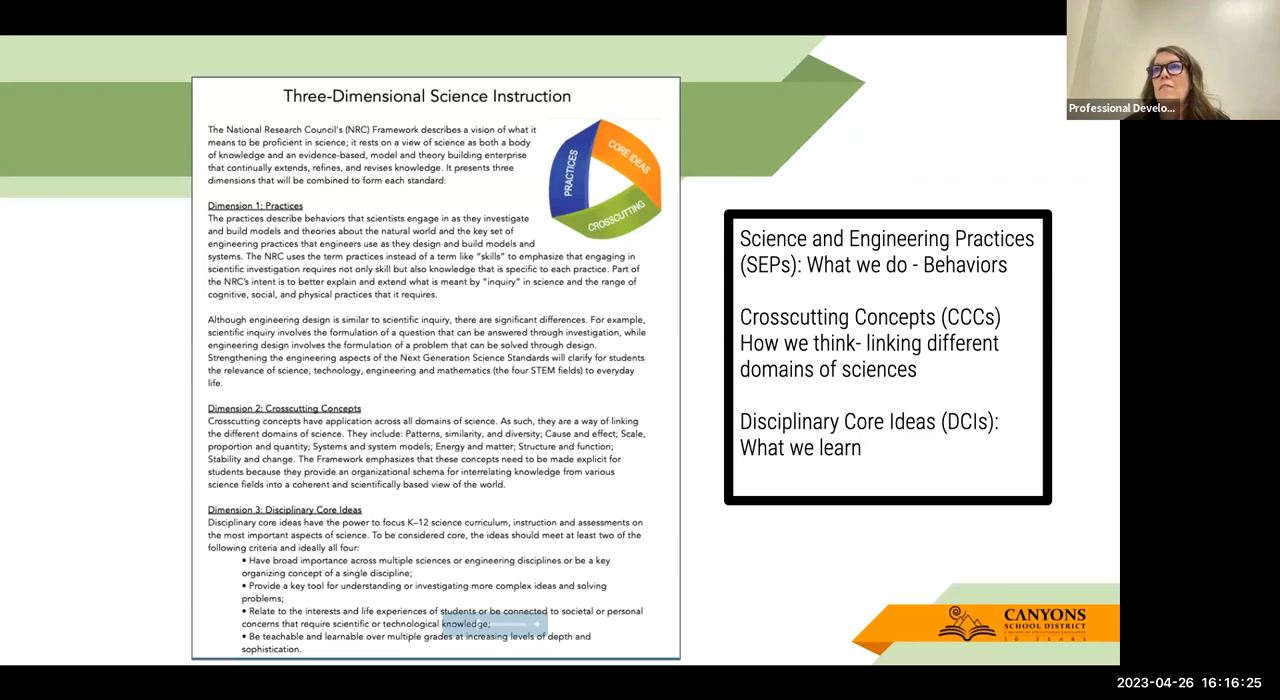 Three-Dimensional Science Instruction
The National Research Council's (NRC) Framework describes a vision of what it
means to be proficient in science; it rests on a view of science as both a body
of knowledge and an evidence-based, model and theory building enterprise
that continually extends, refines, and revises knowledge. It presents three
dimensions that will be combined to form each standard:
PRACTICES
CORE IDEAS
CROSSCUTTING
Dimension 1: Practices
The practices describe behaviors that scientists engage in as they investigate
and build models and theories about the natural world and the key set of
engineering practices that engineers use as they design and build models and
systems. The NRC uses the term practices instead of a term like “skills” to emphasize that engaging in
scientific investigation requires not only skill but also knowledge that is specific to each practice. Part of
the NRC's intent is to better explain and extend what is meant by “inquiry” in science and the range of
cognitive, social, and physical practices that it requires.
Although engineering design is similar to scientific inquiry, there are significant differences. For example,
scientific inquiry involves the formulation of a question that can be answered through investigation, while
engineering design involves the formulation of a problem that can be solved through design.
Strengthening the engineering aspects of the Next Generation Science Standards will clarify for students
the relevance of science, technology, engineering and mathematics (the four STEM fields) to everyday
life.
Dimension 2: Crosscutting Concepts
Crosscutting concepts have application across all domains of science. As such, they are a way of linking
the different domains of science. They include: Patterns, similarity, and diversity; Cause and effect; Scale,
proportion and quantity; Systems and system models; Energy and matter; Structure and function;
Stability and change. The Framework emphasizes that these concepts need to be made explicit for
students because they provide an organizational schema for interrelating knowledge from various
science fields into a coherent and scientifically based view of the world.
Dimension 3: Disciplinary Core Ideas
Disciplinary core ideas have the power to focus K–12 science curriculum, instruction and assessments on
the most important aspects of science. To be considered core, the ideas should meet at least two of the
following criteria and ideally all four:
• Have broad importance across multiple sciences or engineering disciplines or be a key
organizing concept of a single discipline;
• Provide a key tool for understanding or investigating more complex ideas and solving
problems;
• Relate to the interests and life experiences of students or be connected to societal or personal
concerns that require scientific or technological knowledge;
• Be teachable and learnable over multiple grades at increasing levels of depth and
sophistication.
Science and Engineering Practices
(SEPs): What we do - Behaviors
Crosscutting Concepts (CCCs)
How we think- linking different
domains of sciences
Disciplinary Core Ideas (DCIs):
What we learn
Professional Develo...
CANYONS
SCHOOL DISTRICT
10 YEARS
2023-04-26 16:16:25